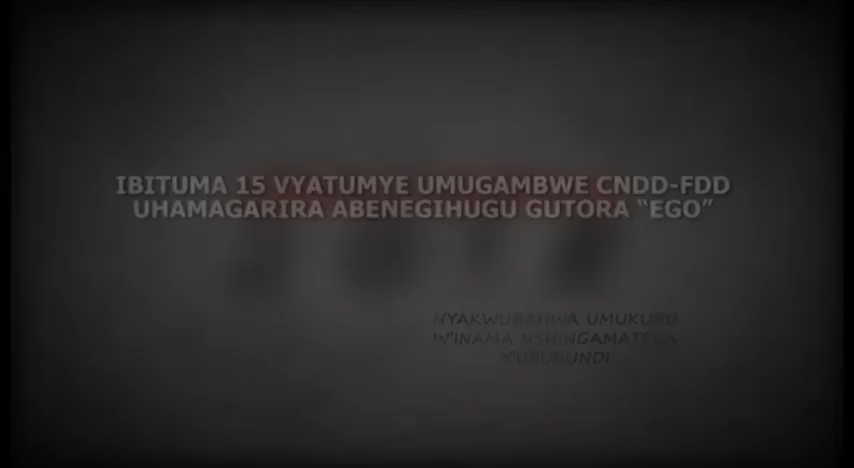 IBITUMA 15 VYATUMYE UMUGAMBWE CNDD-FDD
UHAMAGARIRA ABENEGIHUGU GUTORA “EGO”
NYAKWUBAHWA UMUKURU
W'INAMA NSHINGAMATEKA
Y'UBURUNDI